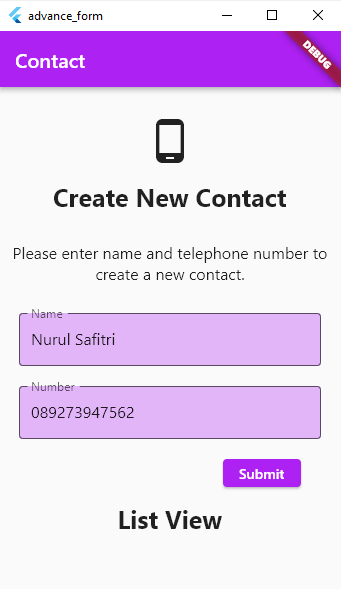 advance_form
Contact
DEBUG
Create New Contact
Please enter name and telephone number to
create a new contact.
Name
Nurul Safitri
Number
089273947562
Submit
List View